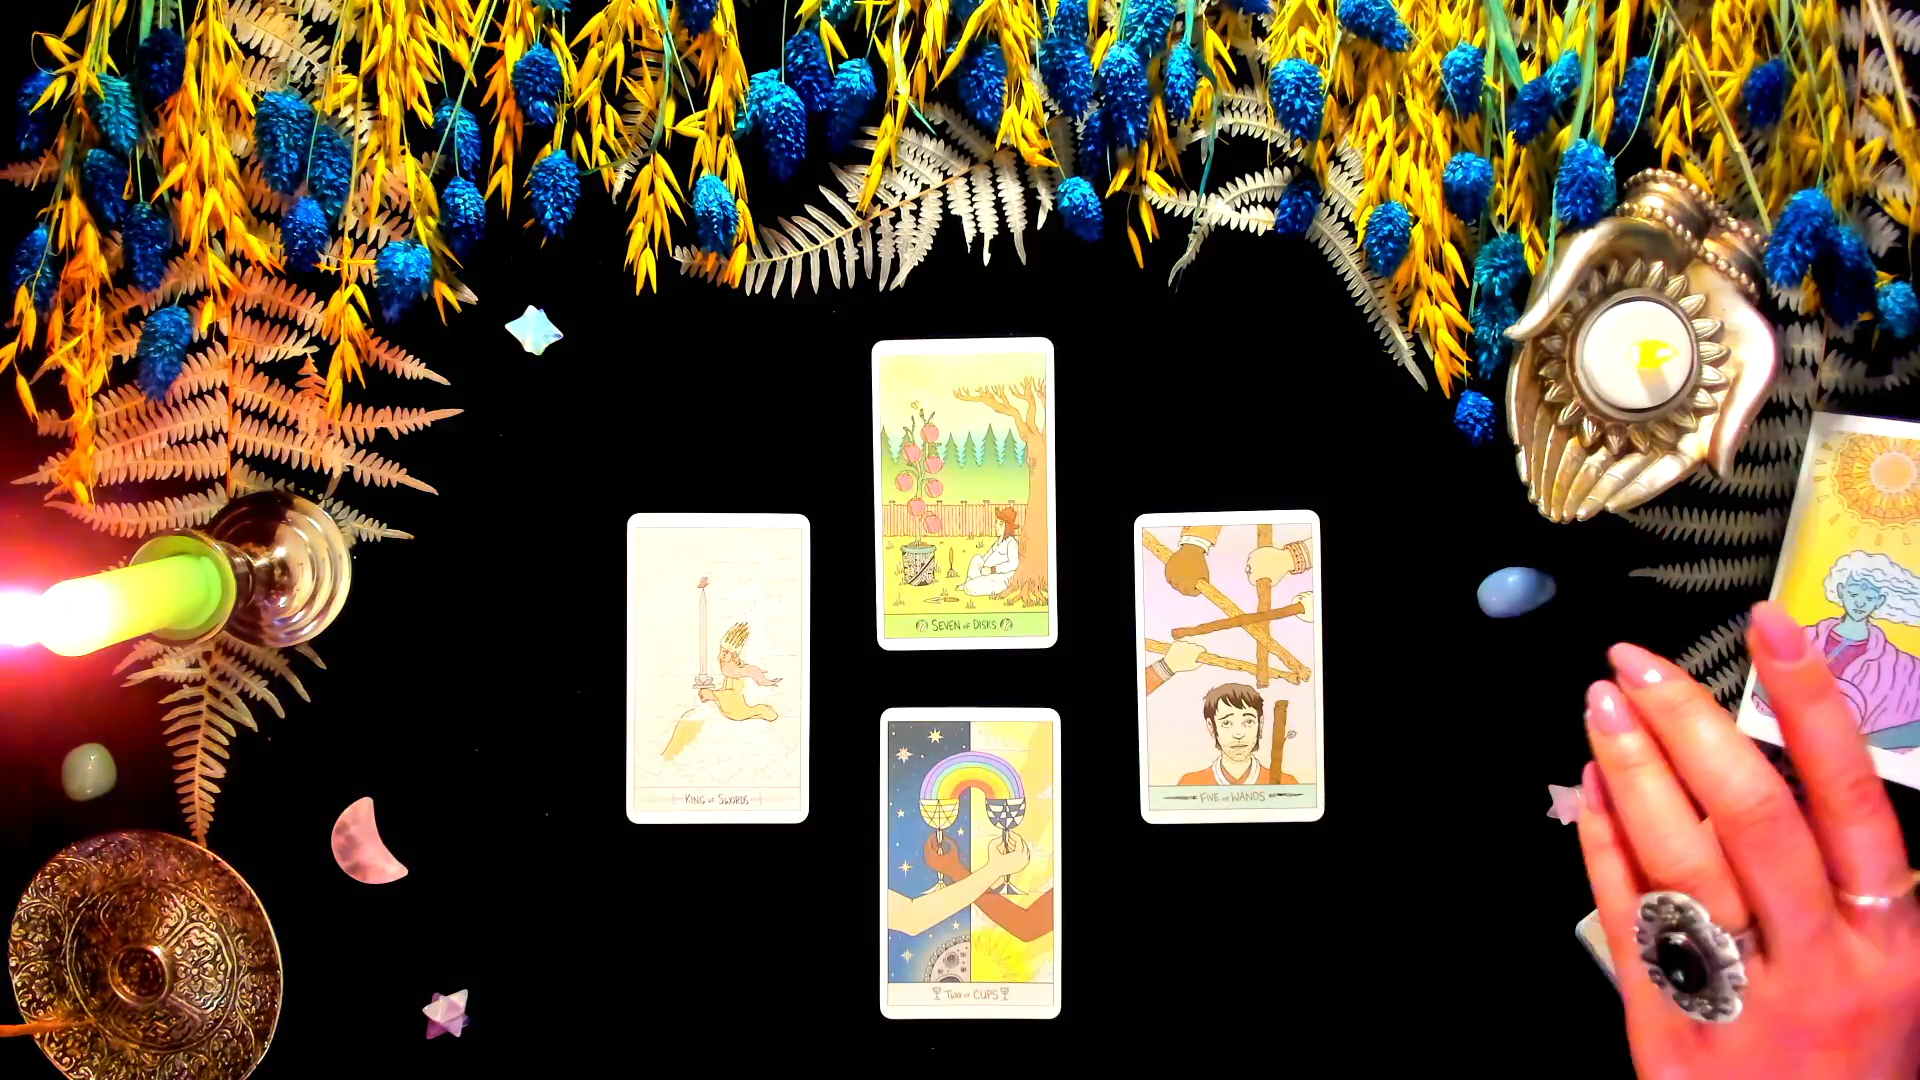 SEVEN OF DISKS
KING OF SWORDS
FIVE OF WANDS
TWO OF CUPS